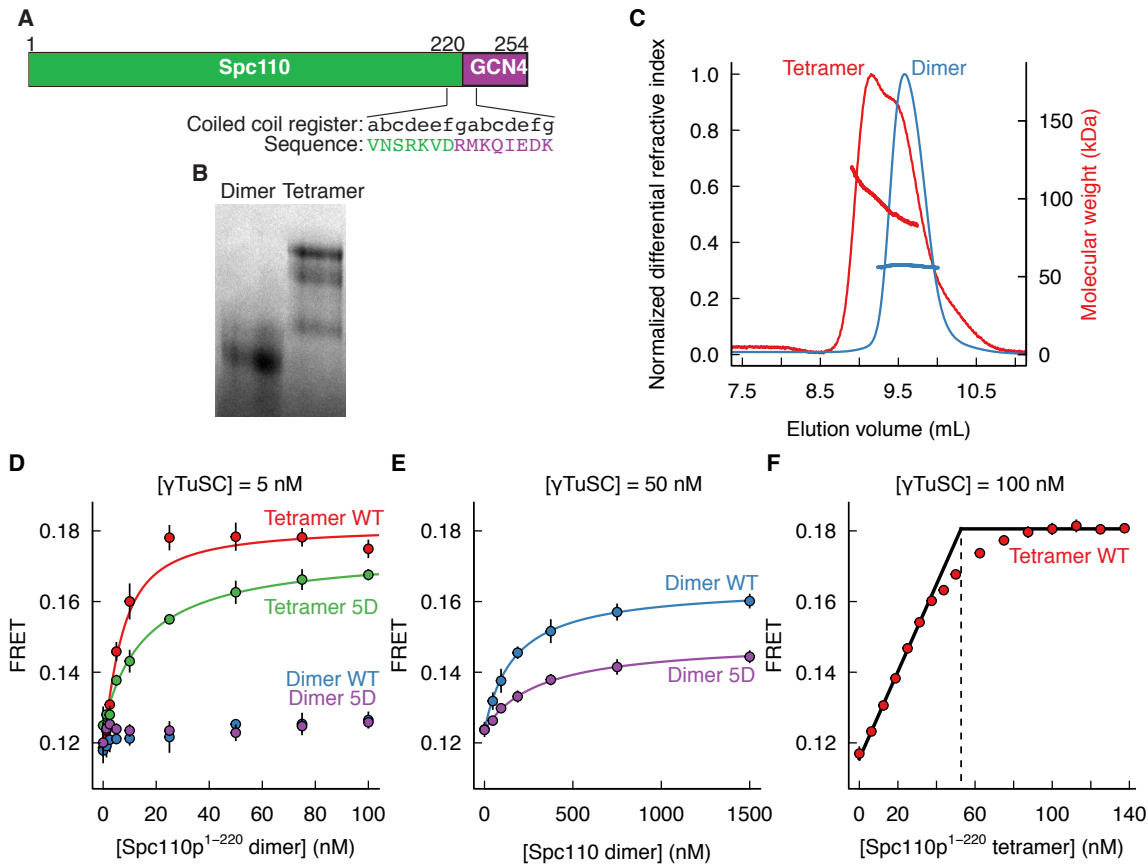 A
1 220 254
Spc110 GCN4
Coiled coil register: abcdeefgabcdefg
Sequence: VNSRKVDRMKQIEDK
B
Dimer Tetramer
C
Tetramer Dimer
Normalized differential refractive index
1.0
0.8
0.6
0.4
0.2
0.0
150
100
50
0
Molecular weight (kDa)
7.5 8.5 9.5 10.5
Elution volume (mL)
D
[γTuSC] = 5 nM
FRET
0.18
0.16
0.14
0.12
Tetramer WT
Tetramer 5D
Dimer WT
Dimer 5D
0 20 40 60 80 100
[Spc110p1–220 dimer] (nM)
E
[γTuSC] = 50 nM
FRET
0.18
0.16
0.14
0.12
Dimer WT
Dimer 5D
0 500 1000 1500
[Spc110 dimer] (nM)
F
[γTuSC] = 100 nM
FRET
0.18
0.16
0.14
0.12
Tetramer WT
0 20 40 60 80 100 120 140
[Spc110p1–220 tetramer] (nM)